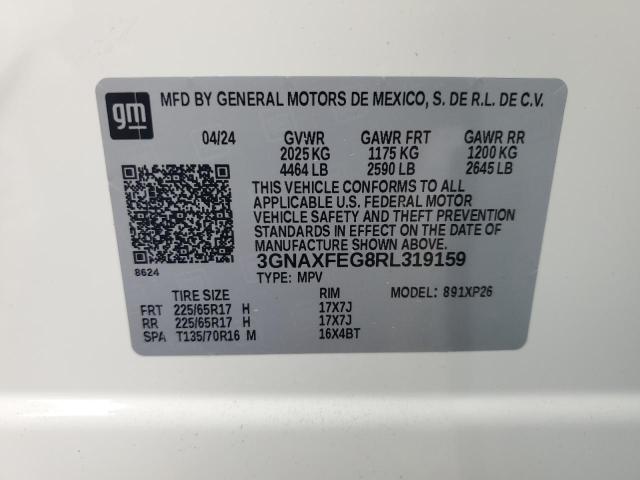 gm
MFD BY GENERAL MOTORS DE MEXICO, S. DE R.L. DE C.V.
04/24 GVWR GAWR FRT GAWR RR
2025 KG 1175 KG 1200 KG
4464 LB 2590 LB 2645 LB
THIS VEHICLE CONFORMS TO ALL
APPLICABLE U.S. FEDERAL MOTOR
VEHICLE SAFETY AND THEFT PREVENTION
STANDARDS IN EFFECT ON THE DATE OF
MANUFACTURE SHOWN ABOVE.
3GNAXFEG8RL319159
8624
TYPE: MPV
TIRE SIZE RIM MODEL: 891XP26
FRT 225/65R17 H 17X7J
RR 225/65R17 H 17X7J
SPA T135/70R16 M 16X4BT